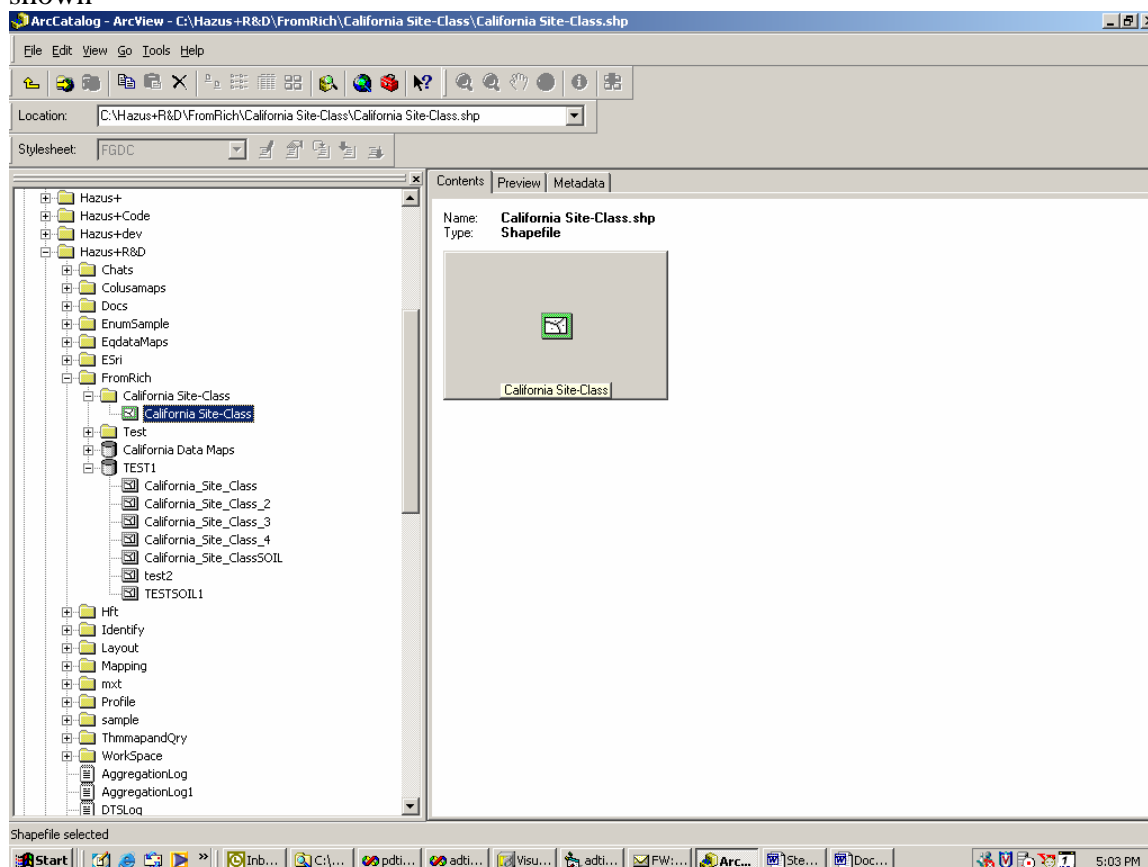 shown
ArcCatalog - ArcView - C:\Hazus+R&D\FromRich\California Site-Class\California Site-Class.shp
File Edit View Go Tools Help
Location: C:\Hazus+R&D\FromRich\California Site-Class\California Site-Class.shp
Stylesheet: FGDC
Contents Preview Metadata
Name: California Site-Class.shp
Type: Shapefile
California Site-Class
Hazus+
Hazus+Code
Hazus+dev
Hazus+R&D
Chats
Colusamaps
Docs
EnumSample
EqdataMaps
ESri
FromRich
California Site-Class
California Site-Class
Test
California Data Maps
TEST1
California_Site_Class
California_Site_Class_2
California_Site_Class_3
California_Site_Class_4
California_Site_ClassSOIL
test2
TESTSOIL1
Hft
Identify
Layout
Mapping
mxt
Profile
sample
ThmmapandQry
WorkSpace
AggregationLog
AggregationLog1
DTSLog
Shapefile selected
Start » Inb... C:\... pdti... adti... Visu... adti... FW:... Arc... Ste... Doc... 5:03 PM